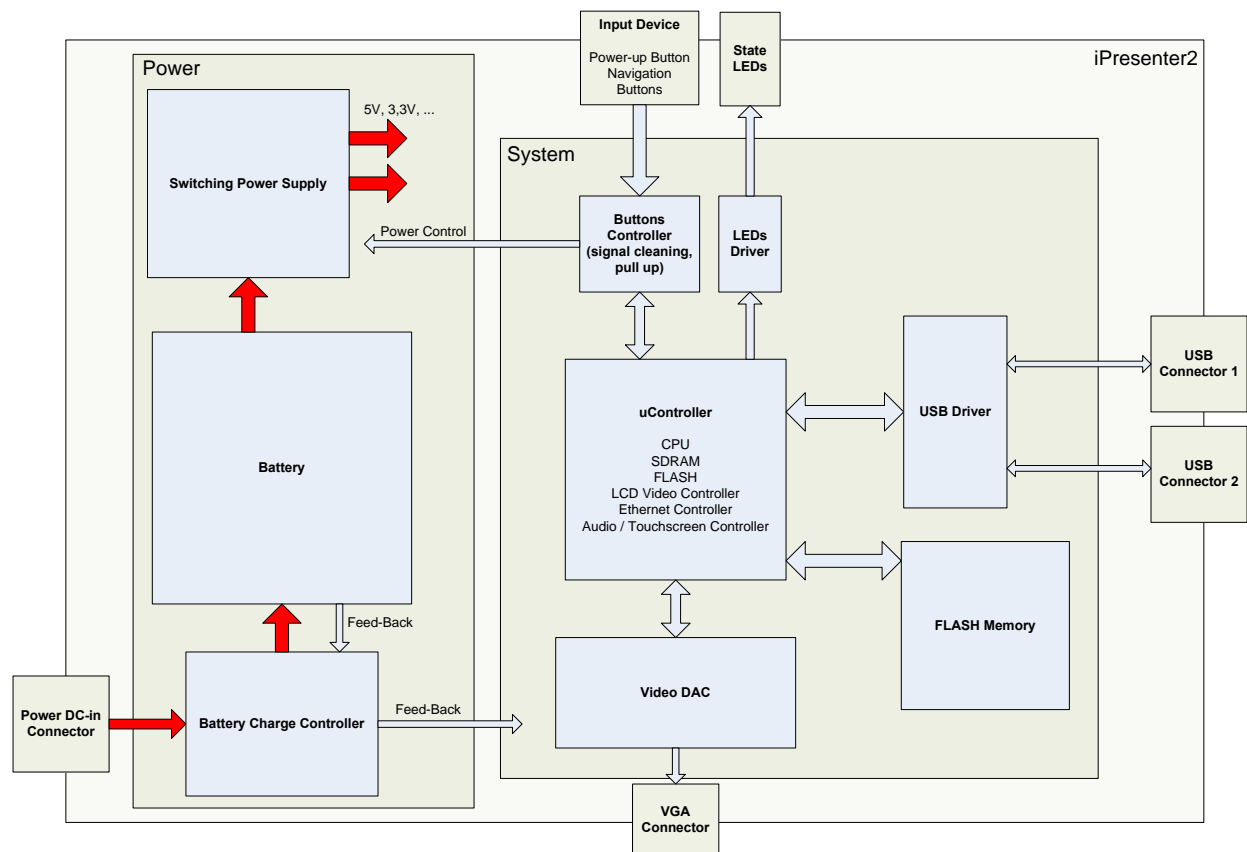 Input Device
Power-up Button
Navigation
Buttons
State
LEDs
iPresenter2
Power
5V, 3,3V, ...
Switching Power Supply
System
Power Control
Buttons
Controller
(signal cleaning,
pull up)
LEDs
Driver
USB
Connector 1
uController
CPU
SDRAM
FLASH
LCD Video Controller
Ethernet Controller
Audio / Touchscreen Controller
USB Driver
USB
Connector 2
Battery
Feed-Back
FLASH Memory
Video DAC
Power DC-in
Connector
Battery Charge Controller
Feed-Back
VGA
Connector